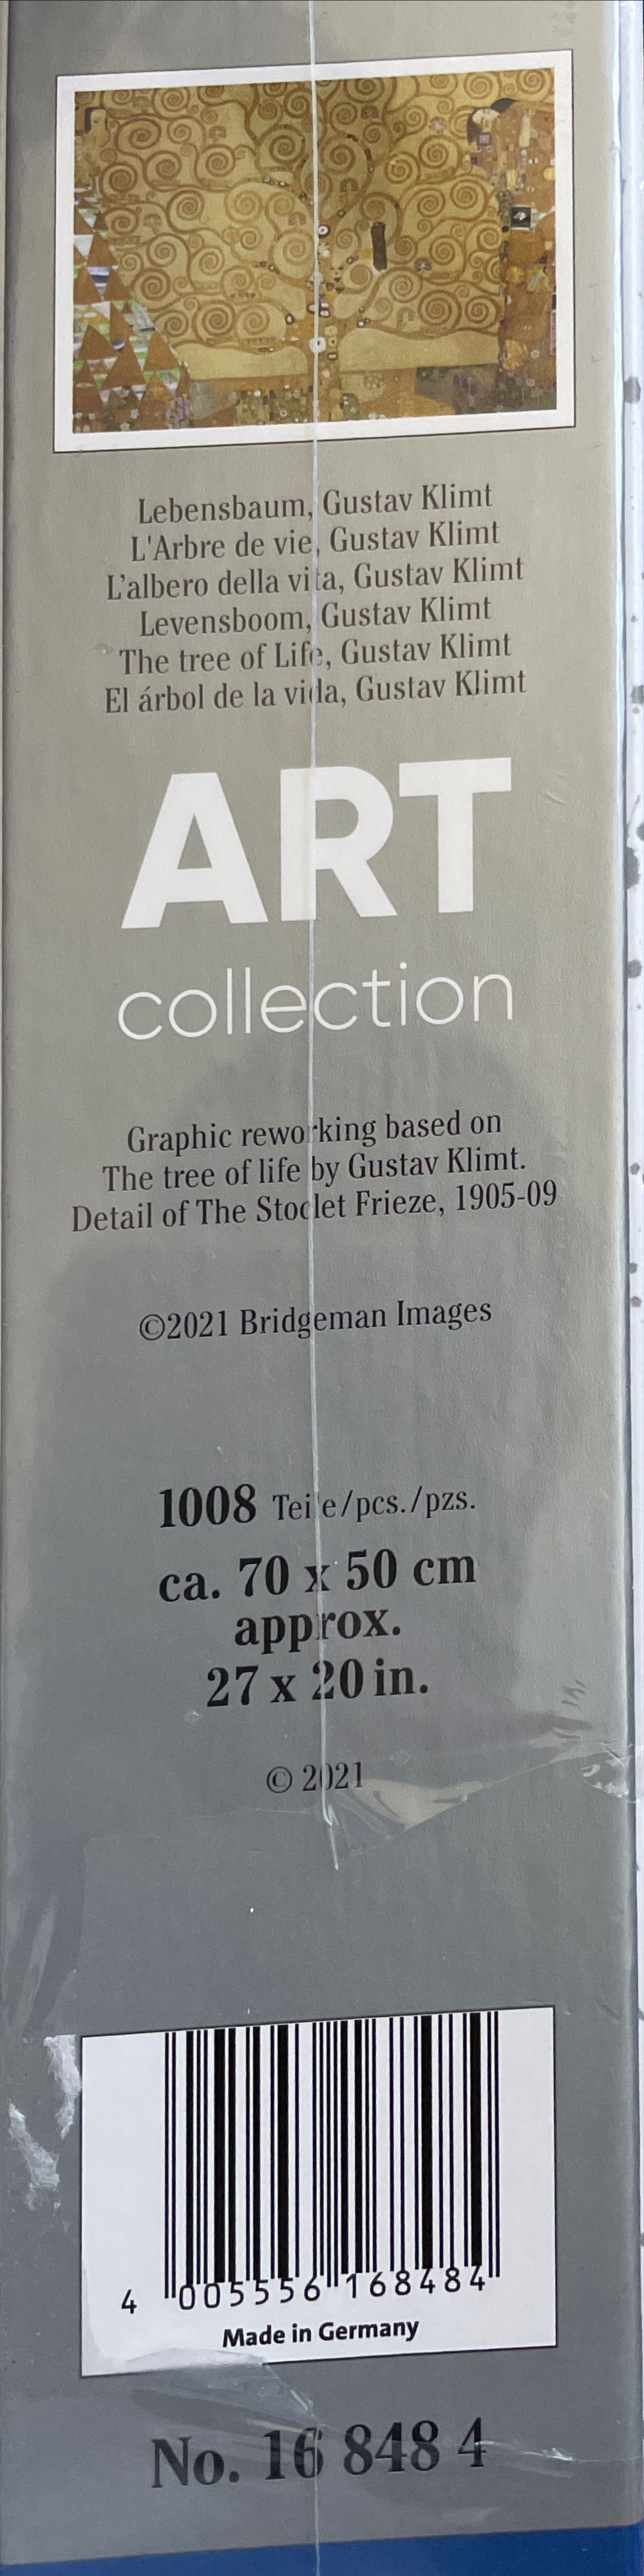 Lebensbaum, Gustav Klimt
L'Arbre de vie, Gustav Klimt
L’albero della vita, Gustav Klimt
Levensboom, Gustav Klimt
The tree of Life, Gustav Klimt
El árbol de la vida, Gustav Klimt
ART
collection
Graphic reworking based on
The tree of life by Gustav Klimt.
Detail of The Stoclet Frieze, 1905-09
©2021 Bridgeman Images
1008 Teile/pcs./pzs.
ca. 70 x 50 cm
approx.
27 x 20 in.
© 2021
4 005556 168484
Made in Germany
No. 16 848 4